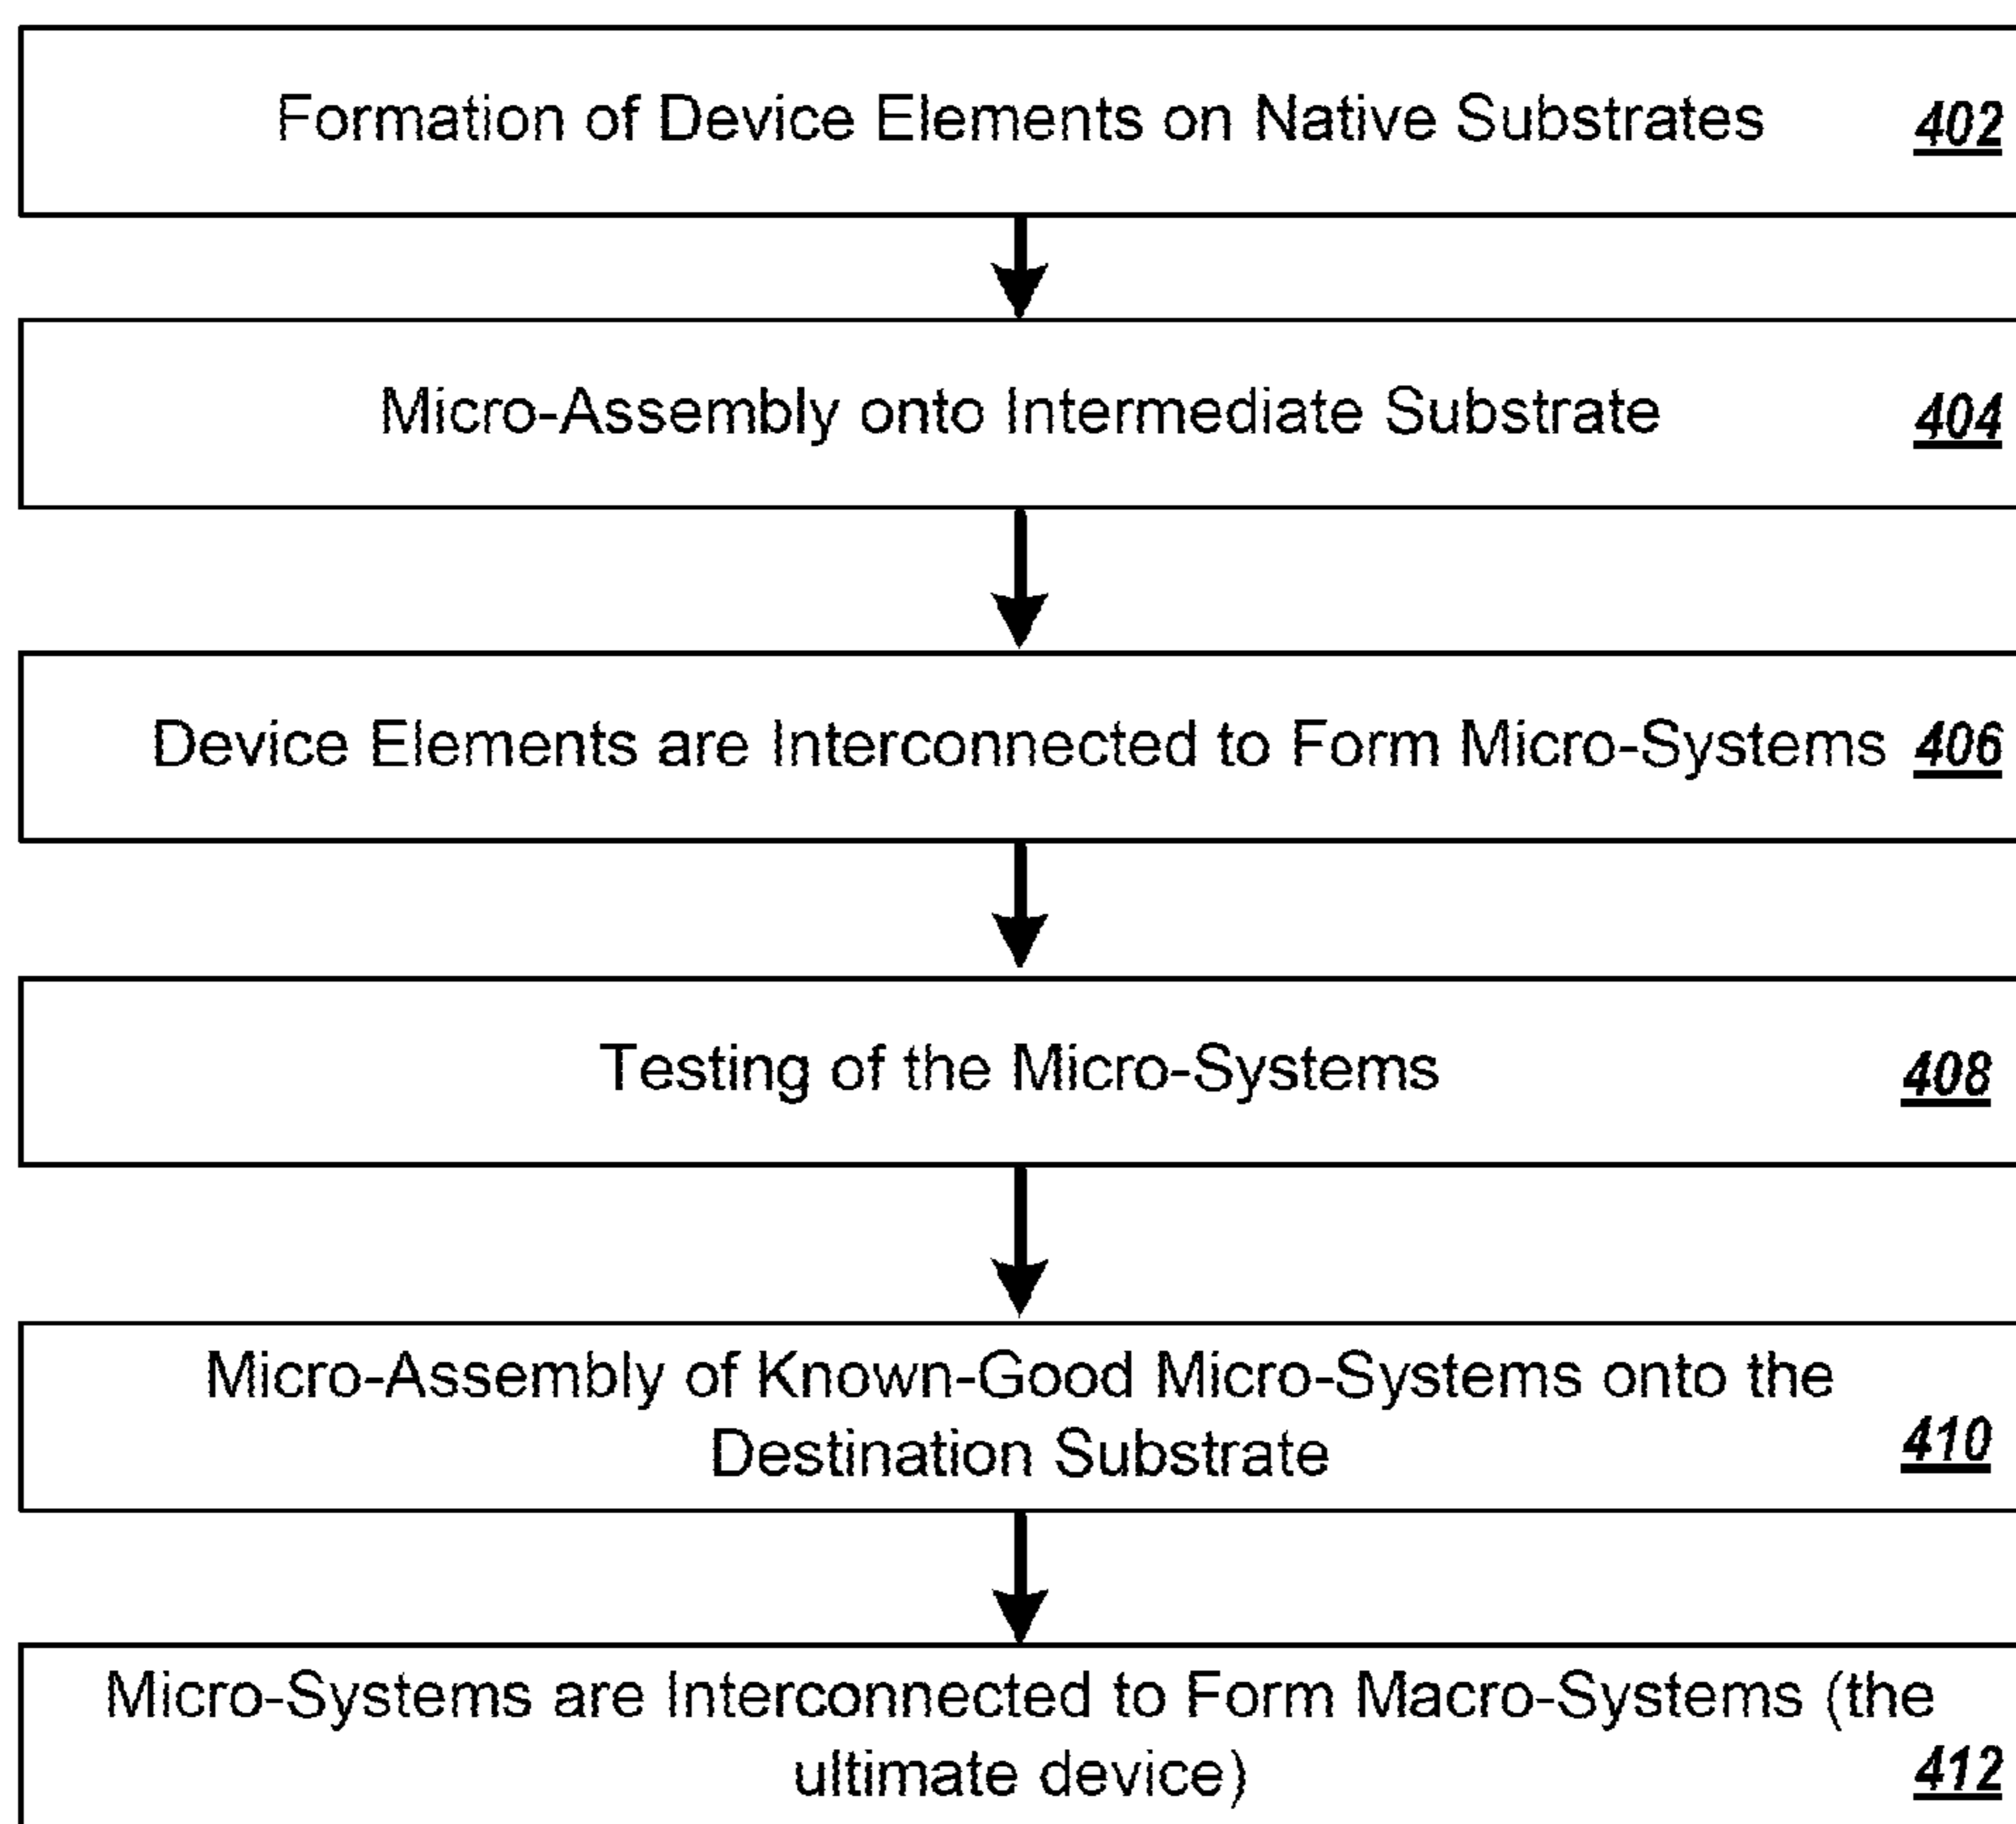 Formation of Device Elements on Native Substrates 402
Micro-Assembly onto Intermediate Substrate 404
Device Elements are Interconnected to Form Micro-Systems 406
Testing of the Micro-Systems 408
Micro-Assembly of Known-Good Micro-Systems onto the
Destination Substrate 410
Micro-Systems are Interconnected to Form Macro-Systems (the
ultimate device) 412